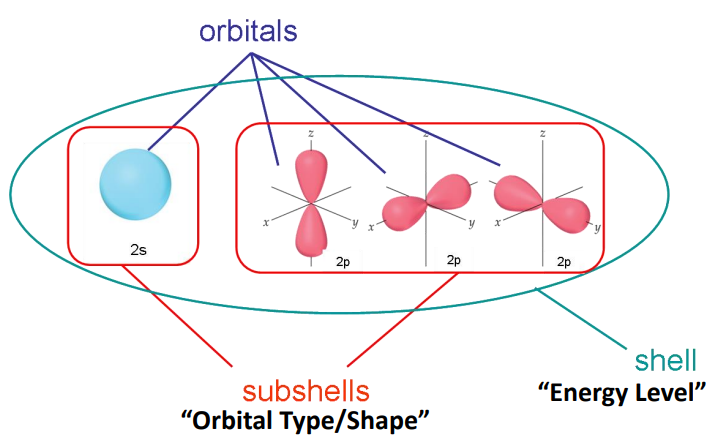 orbitals
z
z
z
x
y
x
y
x
y
2s
2p
2p
2p
shell
"Energy Level"
subshells
"Orbital Type/Shape"